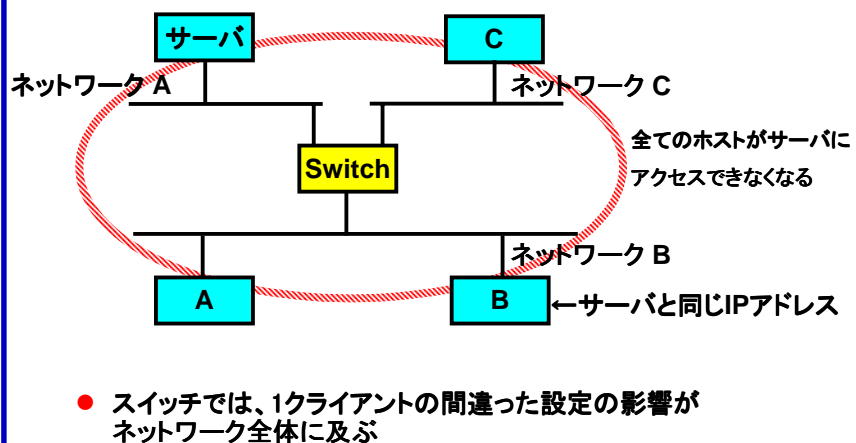 サーバ
C
ネットワーク A
ネットワーク C
全てのホストがサーバに
アクセスできなくなる
Switch
ネットワーク B
A
B
←サーバと同じIPアドレス
● スイッチでは、1クライアントの間違った設定の影響が
ネットワーク全体に及ぶ